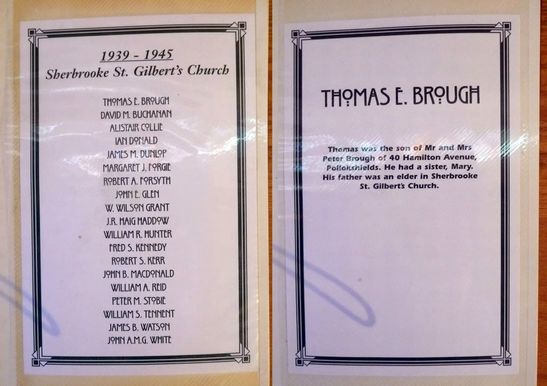 1939 - 1945
Sherbrooke St. Gilbert's Church
THOMAS E. BROUGH
DAVID M. BUCHANAN
ALISTAIR COLLIE
IAN DONALD
JAMES M. DUNLOP
MARGARET J. FORGIE
ROBERT A. FORSYTH
JOHN E. GLEN
W. WILSON GRANT
J.R. HAIG HADDOW
WILLIAM R. HUNTER
FRED S. KENNEDY
ROBERT S. KERR
JOHN B. MACDONALD
WILLIAM A. REID
PETER M. STOBIE
WILLIAM S. TENNENT
JAMES B. WATSON
JOHN A.M.G. WHITE
THOMAS E. BROUGH
Thomas was the son of Mr and Mrs
Peter Brough of 40 Hamilton Avenue,
Pollokshields. He had a sister, Mary.
His father was an elder in Sherbrooke
St. Gilbert's Church.